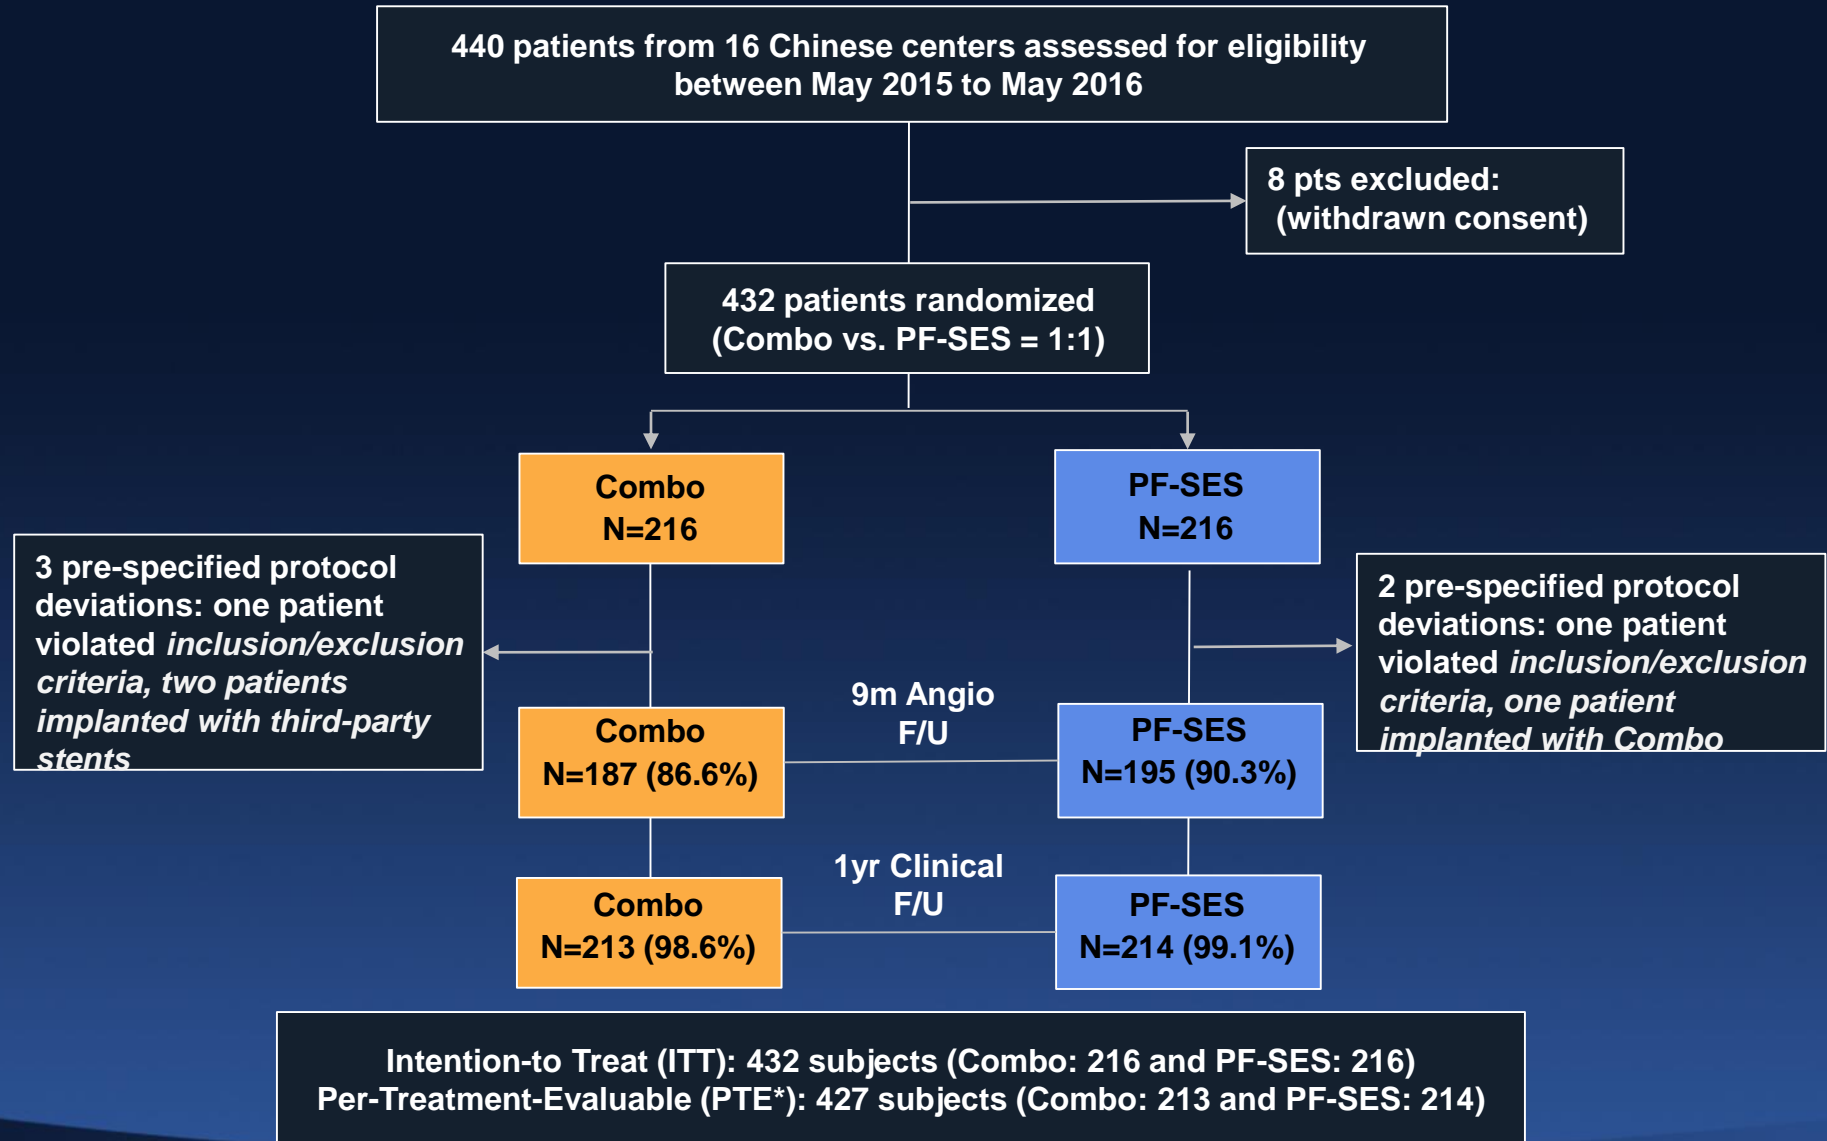 440 patients from 16 Chinese centers assessed for eligibility
between May 2015 to May 2016
8 pts excluded:
(withdrawn consent)
432 patients randomized
(Combo vs. PF-SES = 1:1)
Combo
N=216
PF-SES
N=216
3 pre-specified protocol
deviations: one patient
violated inclusion/exclusion
criteria, two patients
implanted with third-party
stents
2 pre-specified protocol
deviations: one patient
violated inclusion/exclusion
criteria, one patient
implanted with Combo
Combo
N=187 (86.6%)
9m Angio
F/U
PF-SES
N=195 (90.3%)
Combo
N=213 (98.6%)
1yr Clinical
F/U
PF-SES
N=214 (99.1%)
Intention-to Treat (ITT): 432 subjects (Combo: 216 and PF-SES: 216)
Per-Treatment-Evaluable (PTE*): 427 subjects (Combo: 213 and PF-SES: 214)